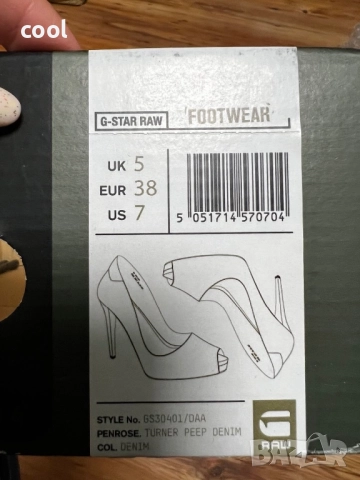 cool
G-STAR RAW
FOOTWEAR
UK 5
EUR 38
US 7
5 051714 570704
STYLE No. GS30401/DAA
PENROSE. TURNER PEEP DENIM
COL. DENIM
RAW
bazar